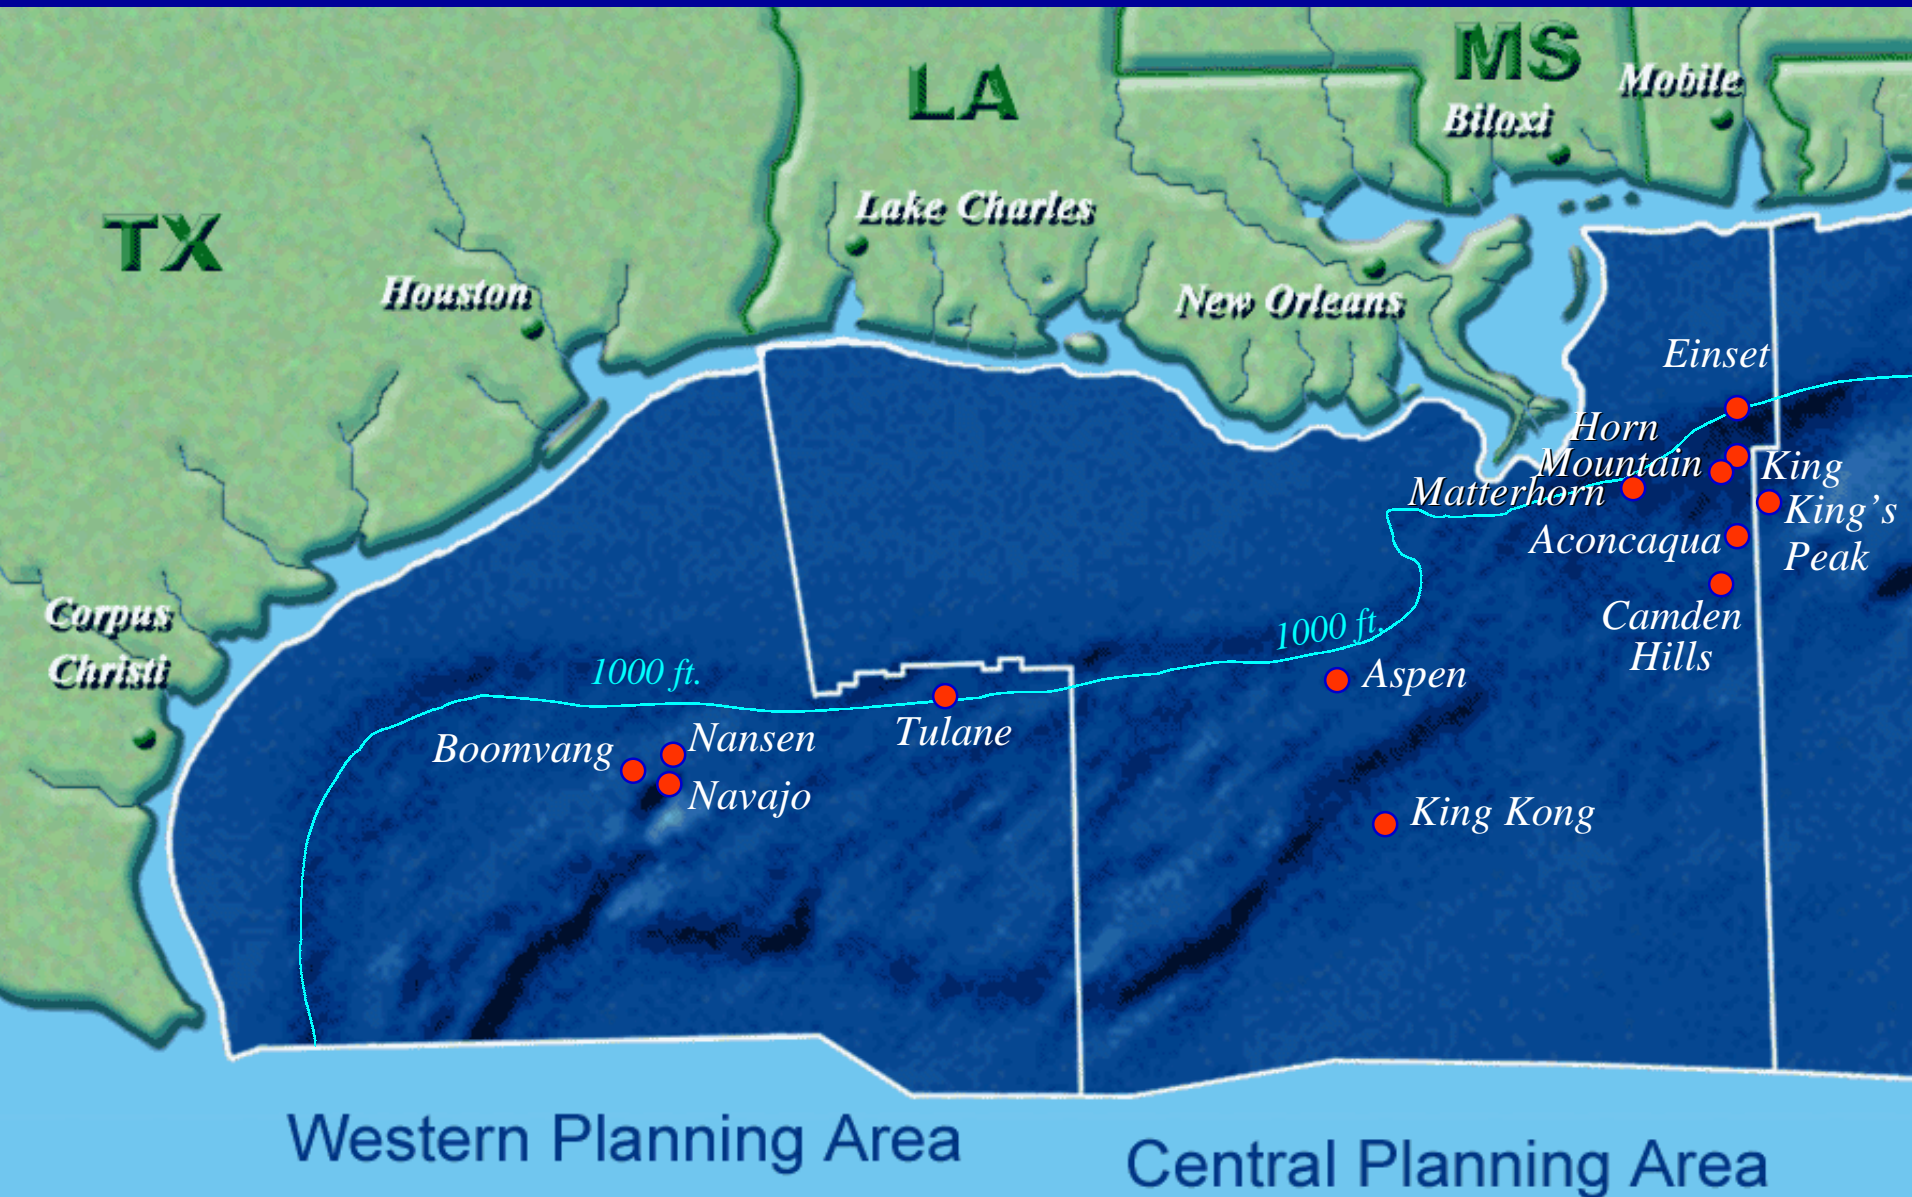 MS
LA
Mobile
Biloxi
Lake Charles
TX
Houston
New Orleans
Einset
Horn
Mountain
King
Matterhorn
King's
Peak
Aconcaqua
Camden
Hills
Corpus
Christi
1000 ft.
1000 ft.
Aspen
Tulane
Nansen
Boomvang
Navajo
King Kong
Western Planning Area
Central Planning Area